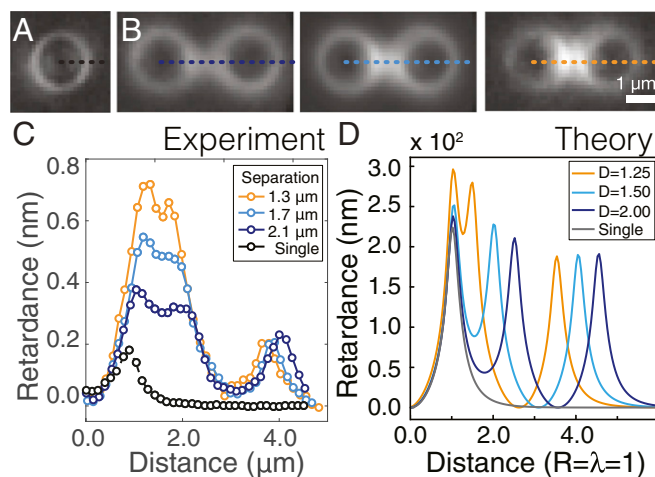 A
B
1 μm
C
Experiment
Retardance (nm)
0.8
0.6
0.4
0.2
0.0
0.0
2.0
4.0
Distance (μm)
Separation
1.3 μm
1.7 μm
2.1 μm
Single
D
Theory
x 10²
Retardance (nm)
3.0
2.5
2.0
1.5
1.0
0.5
0.0
0.0
2.0
4.0
Distance (R=λ=1)
D=1.25
D=1.50
D=2.00
Single